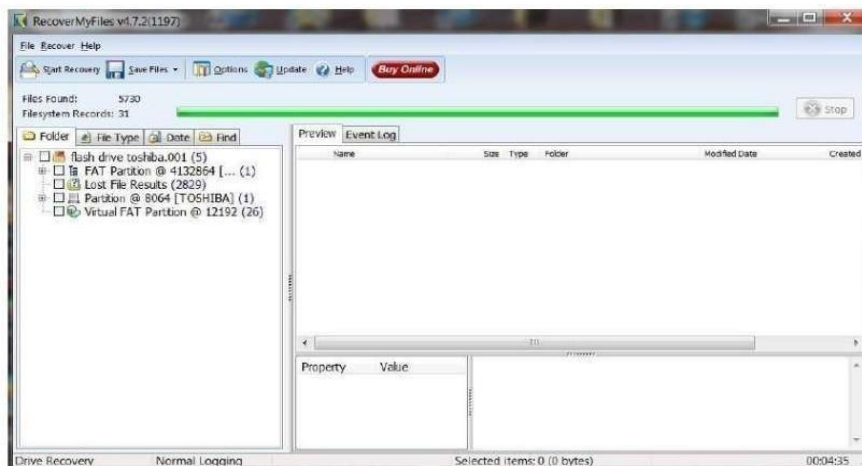 RecoverMyFiles v4.7.2(1197)
File Recover Help
Start Recovery Save Files Options Update Help Buy Online
Files Found: 5730
Filesystem Records: 31
Stop
Folder File Type Date Find
flash drive toshiba.001 (5)
FAT Partition @ 4132864 [... (1)
Lost File Results (2829)
Partition @ 8064 [TOSHIBA] (1)
Virtual FAT Partition @ 12192 (26)
Preview Event Log
Name Size Type Folder Modified Date Created
Property Value
Drive Recovery Normal Logging Selected items: 0 (0 bytes) 00:04:35